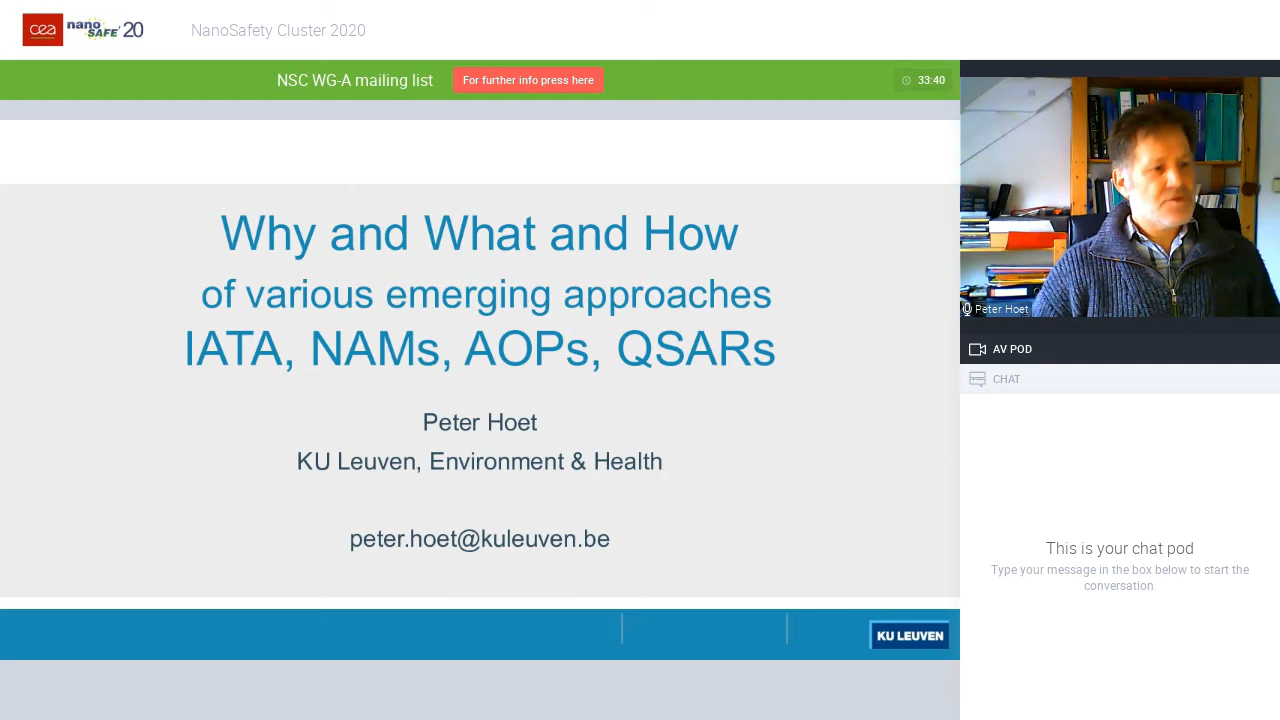 cea
nano
SAFE'20
NanoSafety Cluster 2020
NSC WG-A mailing list
For further info press here
33:40
Why and What and How
of various emerging approaches
IATA, NAMs, AOPs, QSARs
Peter Hoet
KU Leuven, Environment & Health
peter.hoet@kuleuven.be
KU LEUVEN
Peter Hoet
AV POD
CHAT
This is your chat pod
Type your message in the box below to start the
conversation.